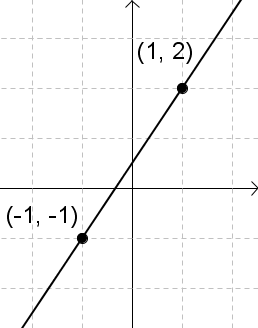 (1, 2)
(-1, -1)